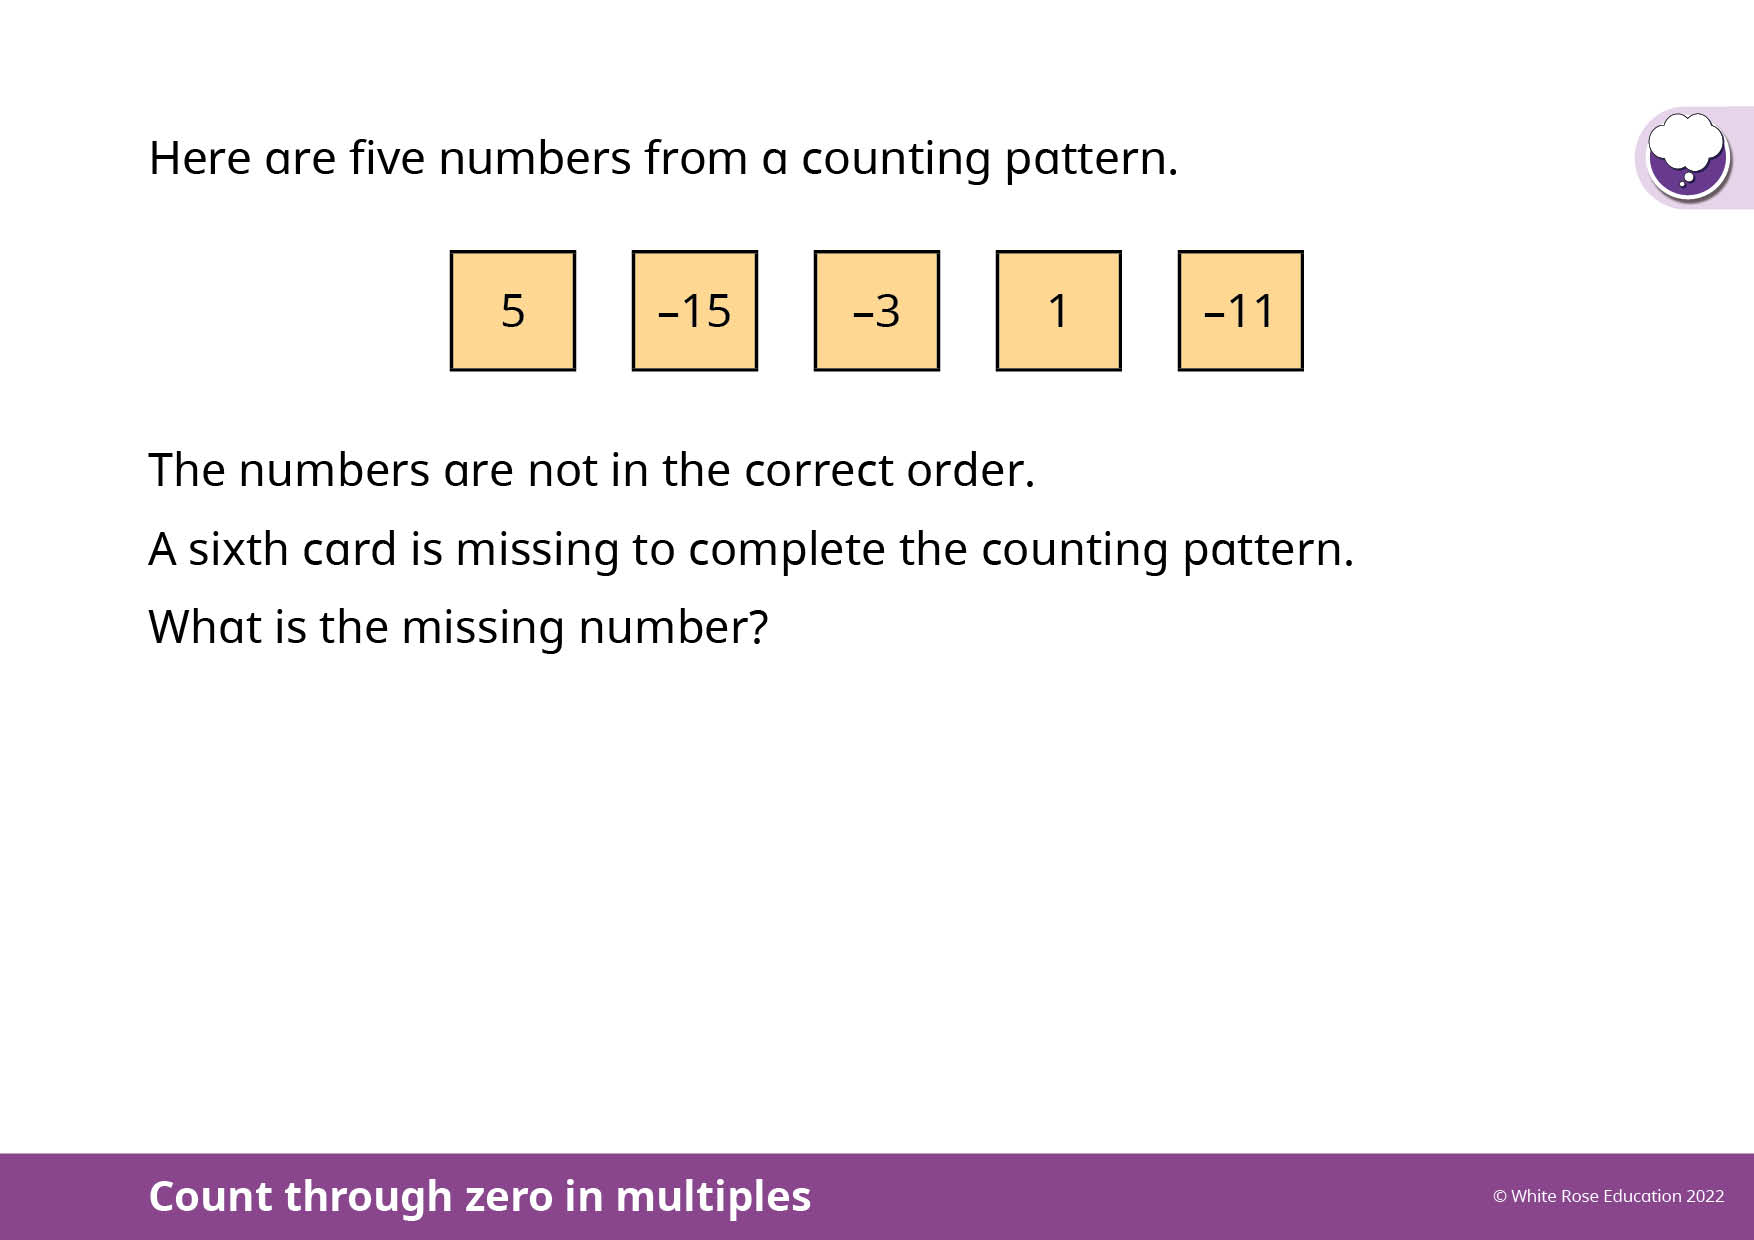 Here are five numbers from a counting pattern.
5 –15 –3 1 –11
The numbers are not in the correct order.
A sixth card is missing to complete the counting pattern.
What is the missing number?
Count through zero in multiples
© White Rose Education 2022